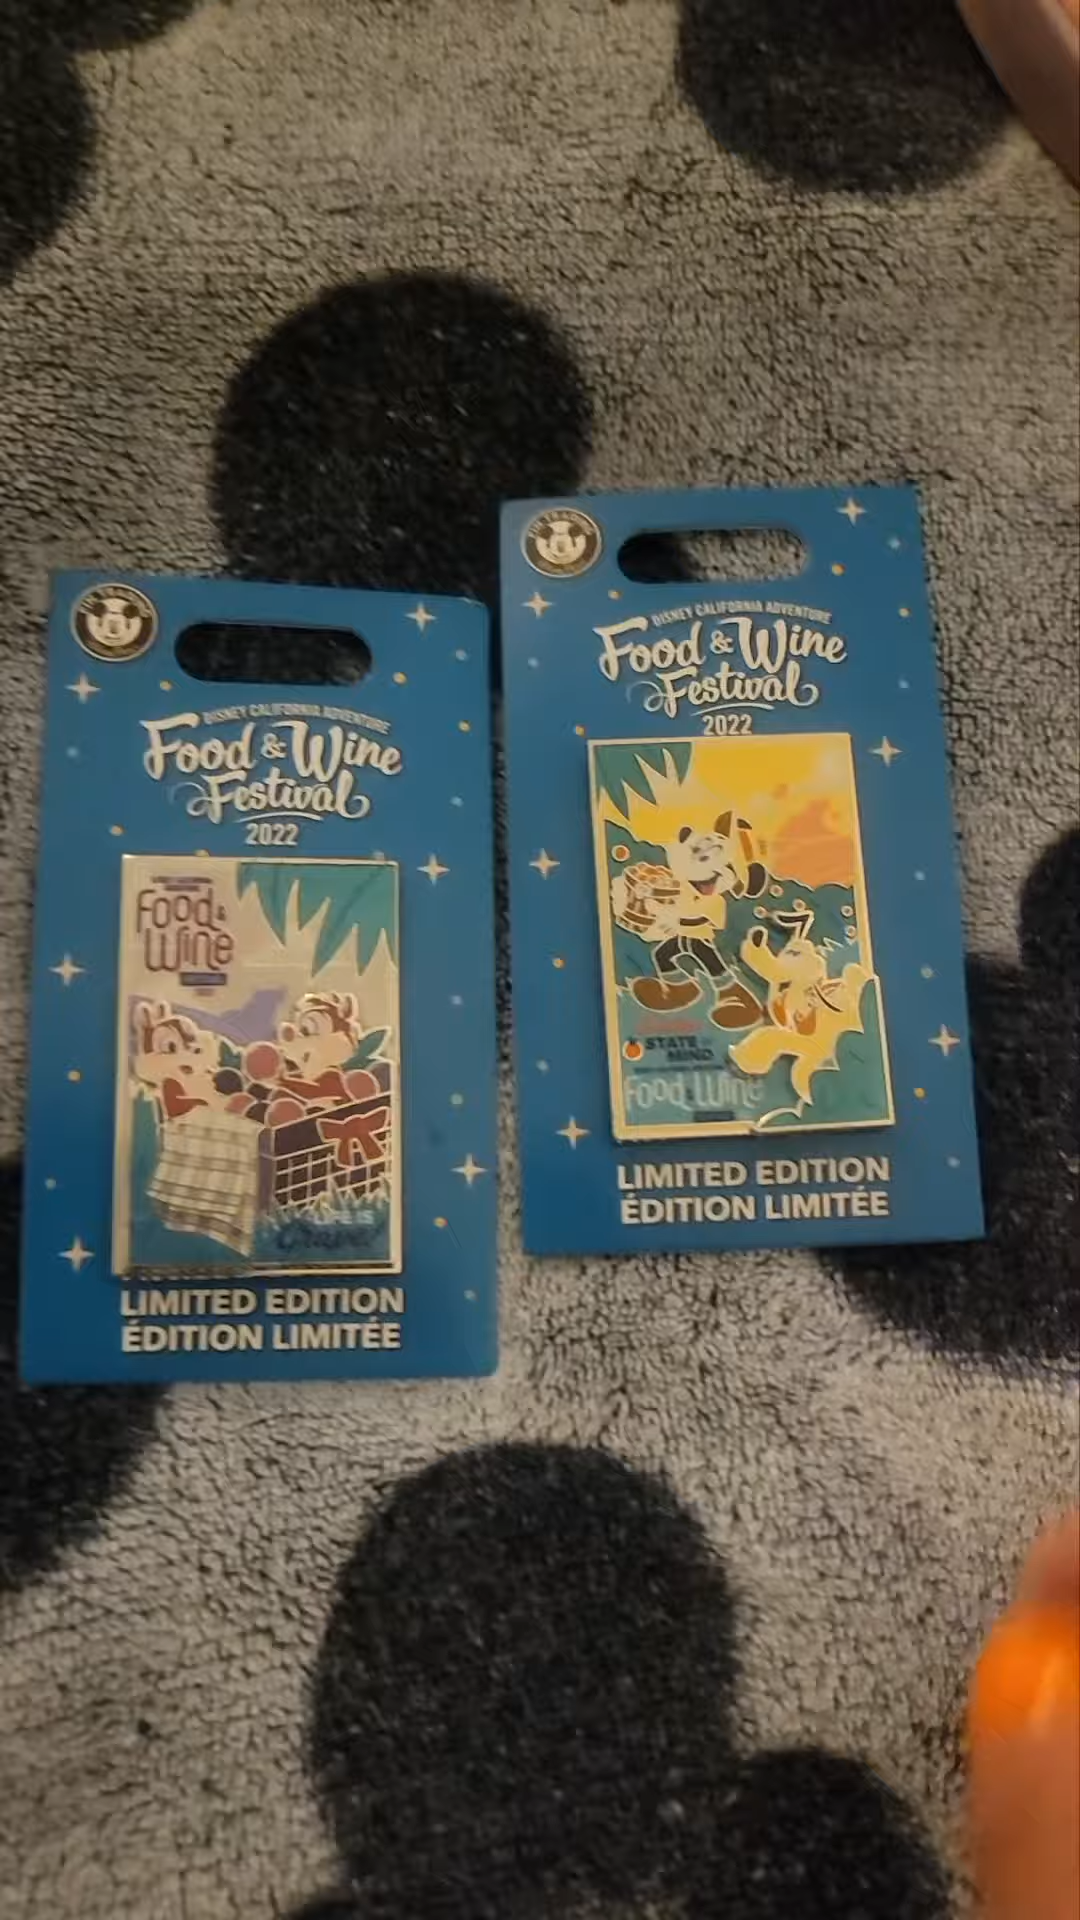 DISNEY CALIFORNIA ADVENTURE
Food & Wine
Festival
2022
Food &
Wine
LIFE IS
Grape!
LIMITED EDITION
ÉDITION LIMITÉE
DISNEY CALIFORNIA ADVENTURE
Food & Wine
Festival
2022
STATE OF
MIND
Food & Wine
LIMITED EDITION
ÉDITION LIMITÉE